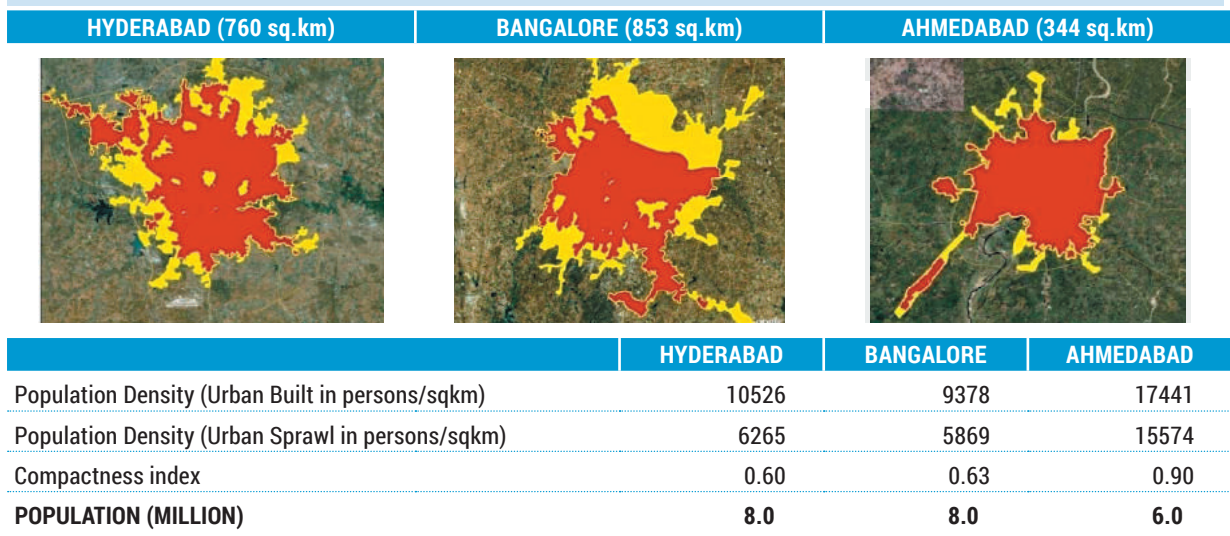 HYDERABAD (760 sq.km) BANGALORE (853 sq.km) AHMEDABAD (344 sq.km)
HYDERABAD BANGALORE AHMEDABAD
Population Density (Urban Built in persons/sqkm) 10526 9378 17441
Population Density (Urban Sprawl in persons/sqkm) 6265 5869 15574
Compactness index 0.60 0.63 0.90
POPULATION (MILLION) 8.0 8.0 6.0